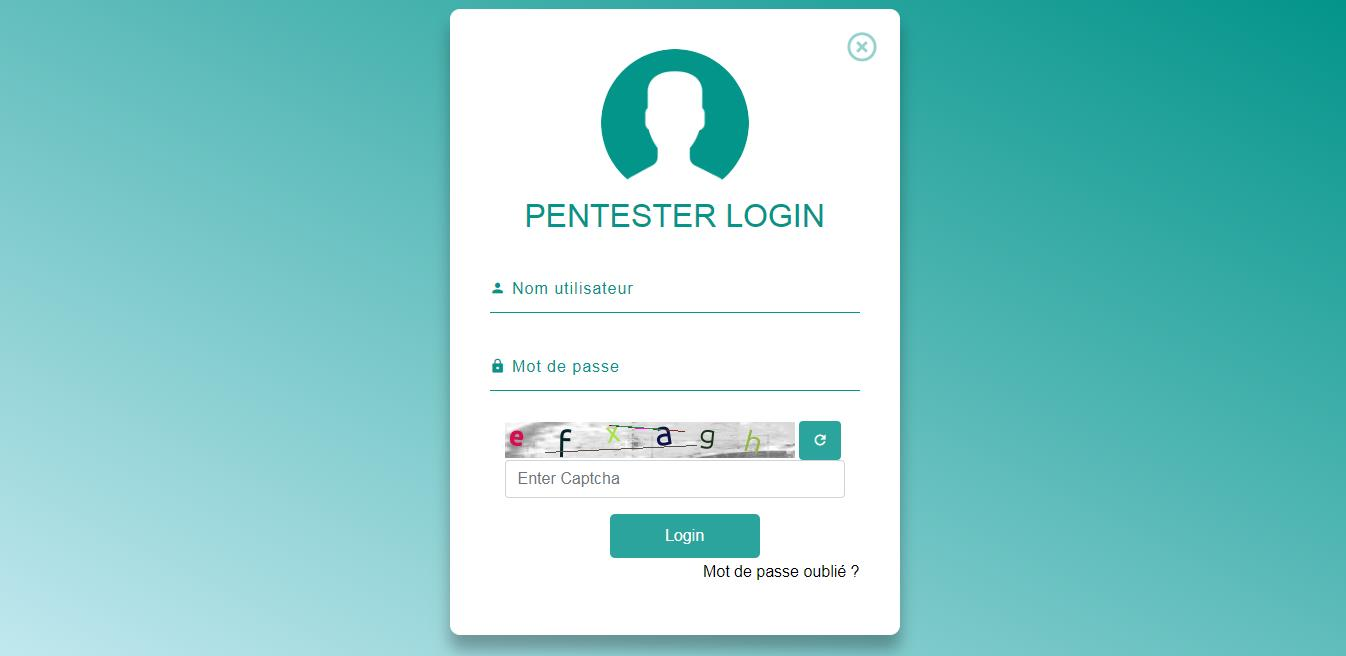 PENTESTER LOGIN
Nom utilisateur
Mot de passe
e f x a g h
Enter Captcha
Login
Mot de passe oublié ?